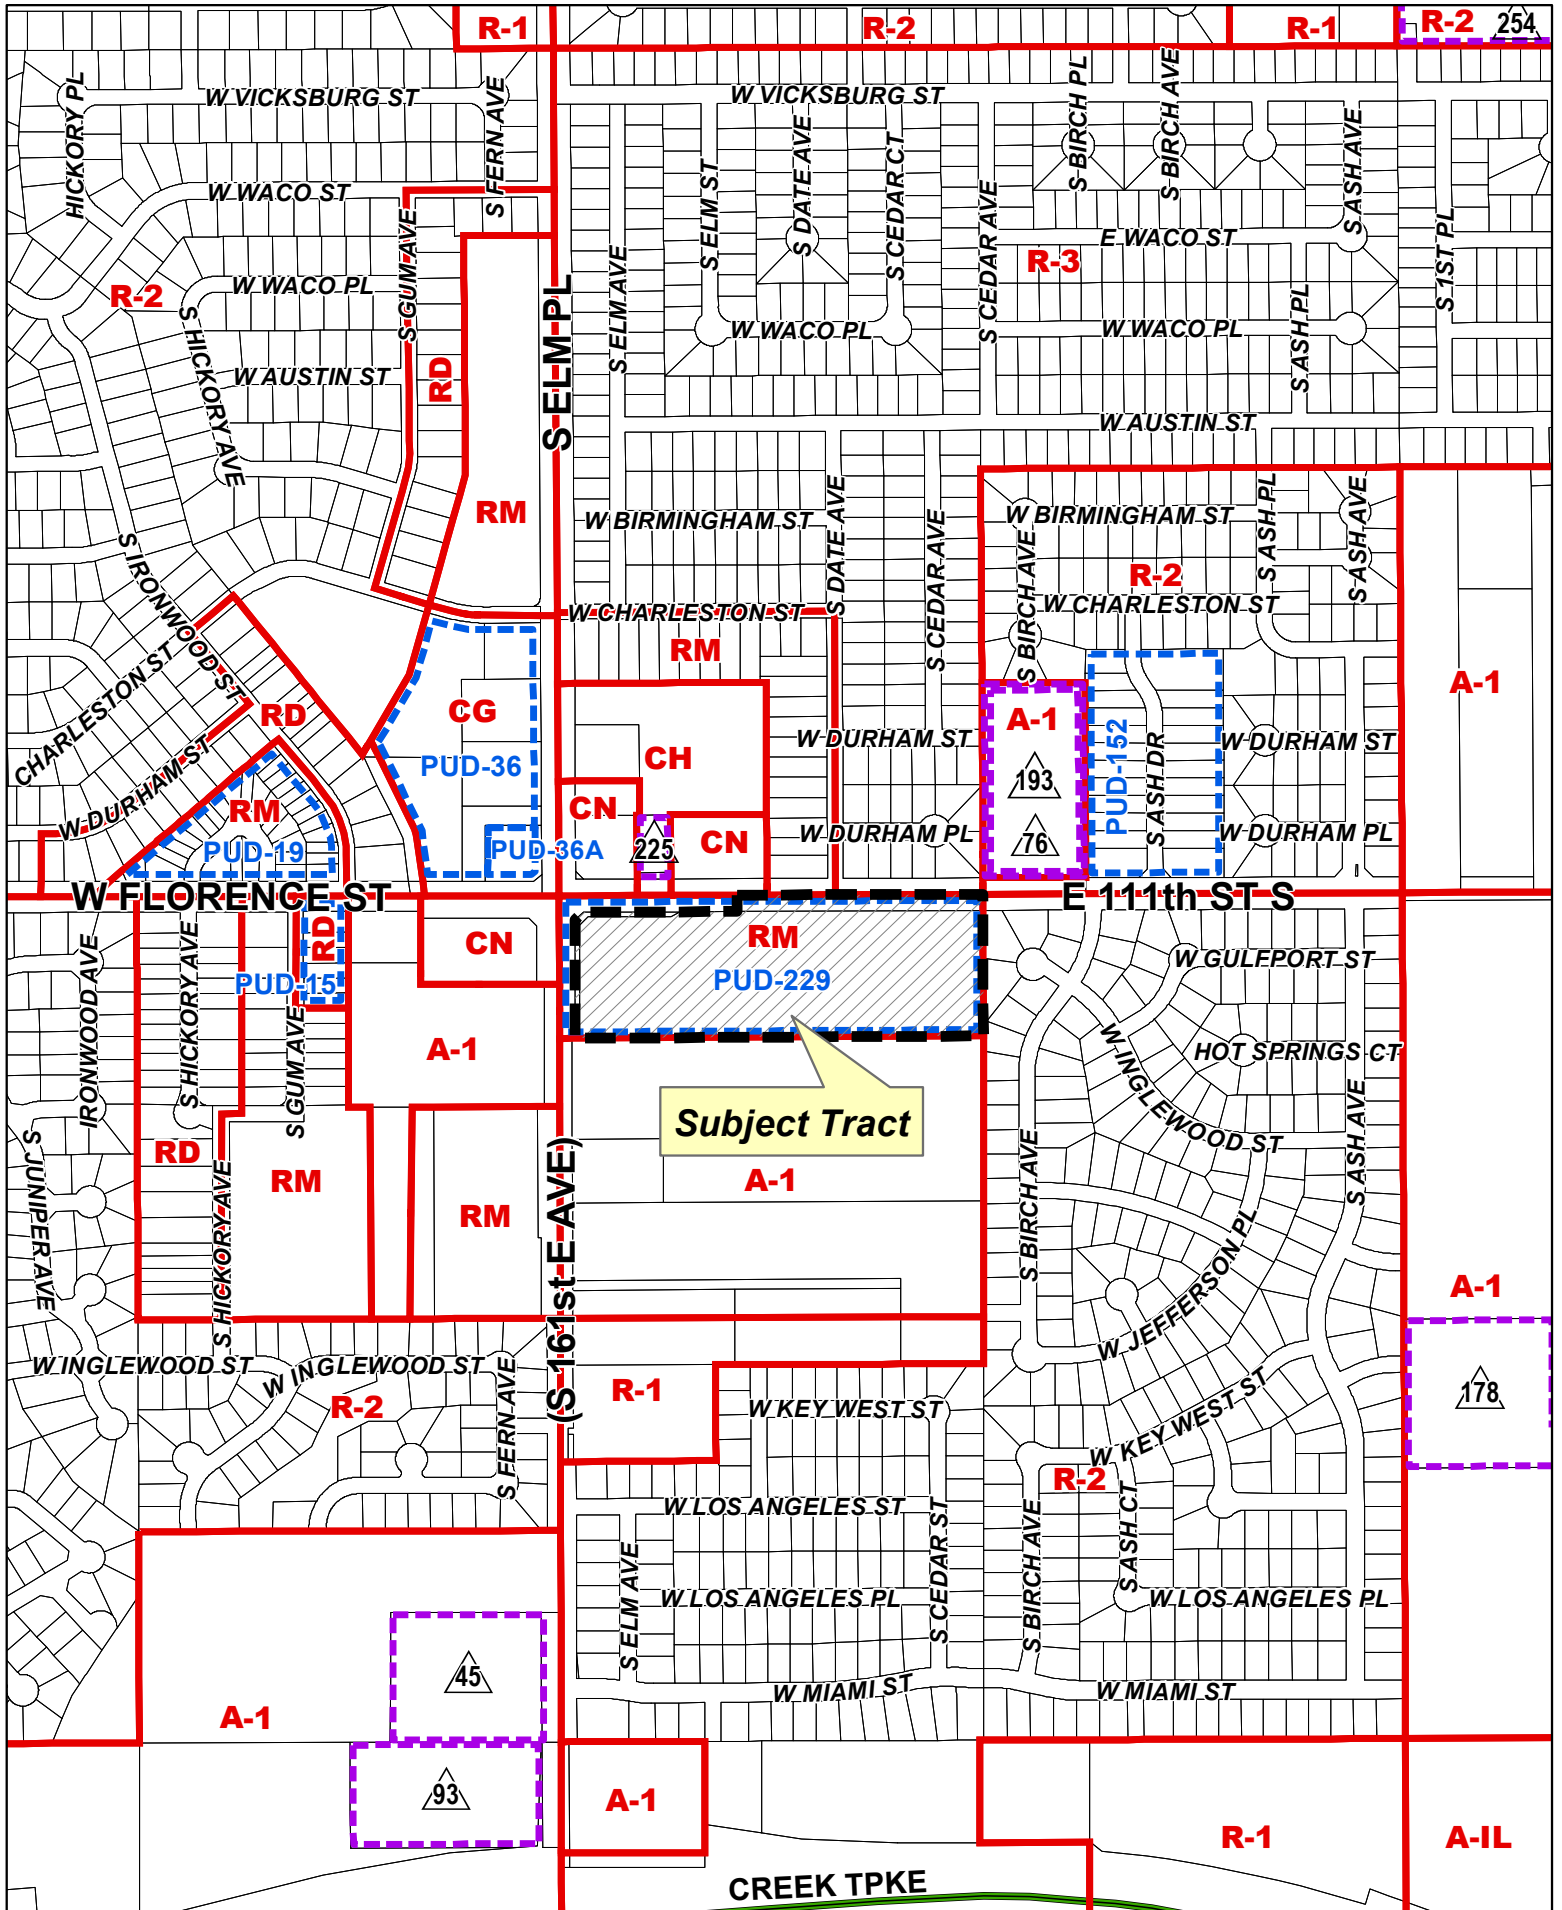 R-1
R-2
R-1
R-2
254
HICKORY PL
W VICKSBURG ST
S FERN AVE
W VICKSBURG ST
S BIRCH PL
S BIRCH AVE
S DATE AVE
S CEDAR CT
S ELM ST
S ASH AVE
W WACO ST
S GUM AVE
S CEDAR AVE
E WACO ST
R-3
S 1ST PL
R-2
W WACO PL
S ELM AVE
S ELM PL
S HICKORY AVE
W WACO PL
W WACO PL
S ASH PL
W AUSTIN ST
RD
W AUSTIN ST
RM
W BIRMINGHAM ST
S DATE AVE
S CEDAR AVE
W BIRMINGHAM ST
S ASH PL
S ASH AVE
S IRONWOOD ST
S BIRCH AVE
R-2
W CHARLESTON ST
W CHARLESTON ST
CHARLESTON ST
RM
A-1
RD
CG
A-1
W DURHAM ST
PUD-36
CH
W DURHAM ST
193
PUD-152
S ASH DR
W DURHAM ST
RM
CN
PUD-19
PUD-36A
225
CN
W DURHAM PL
76
W DURHAM PL
W FLORENCE ST
E 111th ST S
RD
CN
RM
PUD-229
IRONWOOD AVE
S HICKORY AVE
PUD-15
S GUM AVE
W GULFPORT ST
A-1
W INGLEWOOD ST
HOT SPRINGS CT
Subject Tract
S JUNIPER AVE
RD
RM
S HICKORY AVE
RM
(S 161st E AVE)
A-1
S BIRCH AVE
S ASH AVE
W JEFFERSON PL
A-1
W INGLEWOOD ST
W INGLEWOOD ST
R-2
S FERN AVE
R-1
W KEY WEST ST
W KEY WEST ST
178
R-2
W LOS ANGELES ST
S CEDAR ST
S BIRCH AVE
S ASH CT
S ELM AVE
W LOS ANGELES PL
W LOS ANGELES PL
45
A-1
W MIAMI ST
W MIAMI ST
93
A-1
R-1
A-IL
CREEK TPKE